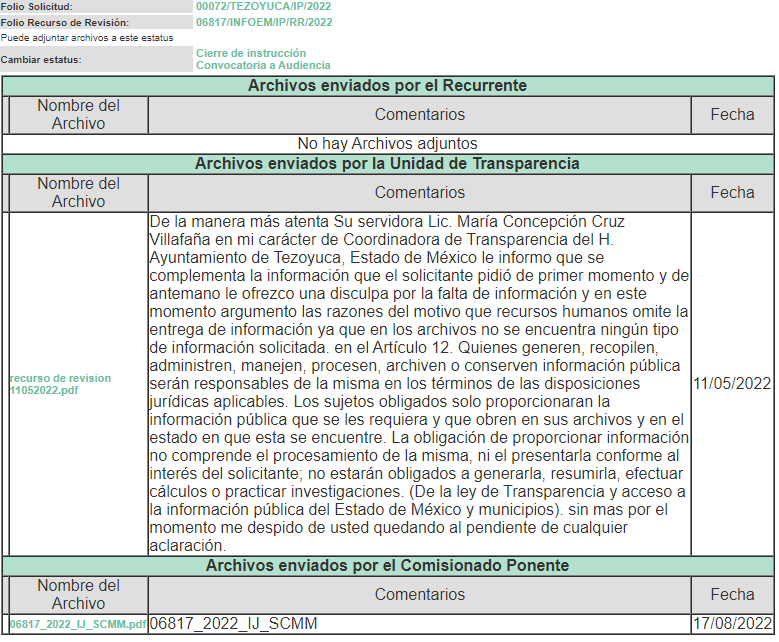 Folio Solicitud: 00072/TEZOYUCA/IP/2022
Folio Recurso de Revisión: 06817/INFOEM/IP/RR/2022
Puede adjuntar archivos a este estatus
Cambiar estatus: Cierre de instrucción
Convocatoria a Audiencia
Archivos enviados por el Recurrente
Nombre del Archivo Comentarios Fecha
No hay Archivos adjuntos
Archivos enviados por la Unidad de Transparencia
Nombre del Archivo Comentarios Fecha
recurso de revision
11052022.pdf
De la manera más atenta Su servidora Lic. María Concepción Cruz
Villafaña en mi carácter de Coordinadora de Transparencia del H.
Ayuntamiento de Tezoyuca, Estado de México le informo que se
complementa la información que el solicitante pidió de primer momento y de
antemano le ofrezco una disculpa por la falta de información y en este
momento argumento las razones del motivo que recursos humanos omite la
entrega de información ya que en los archivos no se encuentra ningún tipo
de información solicitada. en el Artículo 12. Quienes generen, recopilen,
administren, manejen, procesen, archiven o conserven información pública
serán responsables de la misma en los términos de las disposiciones
jurídicas aplicables. Los sujetos obligados solo proporcionaran la
información pública que se les requiera y que obren en sus archivos y en el
estado en que esta se encuentre. La obligación de proporcionar información
no comprende el procesamiento de la misma, ni el presentarla conforme al
interés del solicitante; no estarán obligados a generarla, resumirla, efectuar
cálculos o practicar investigaciones. (De la ley de Transparencia y acceso a
la información pública del Estado de México y municipios). sin mas por el
momento me despido de usted quedando al pendiente de cualquier
aclaración.
11/05/2022
Archivos enviados por el Comisionado Ponente
Nombre del Archivo Comentarios Fecha
06817_2022_IJ_SCMM.pdf 06817_2022_IJ_SCMM 17/08/2022